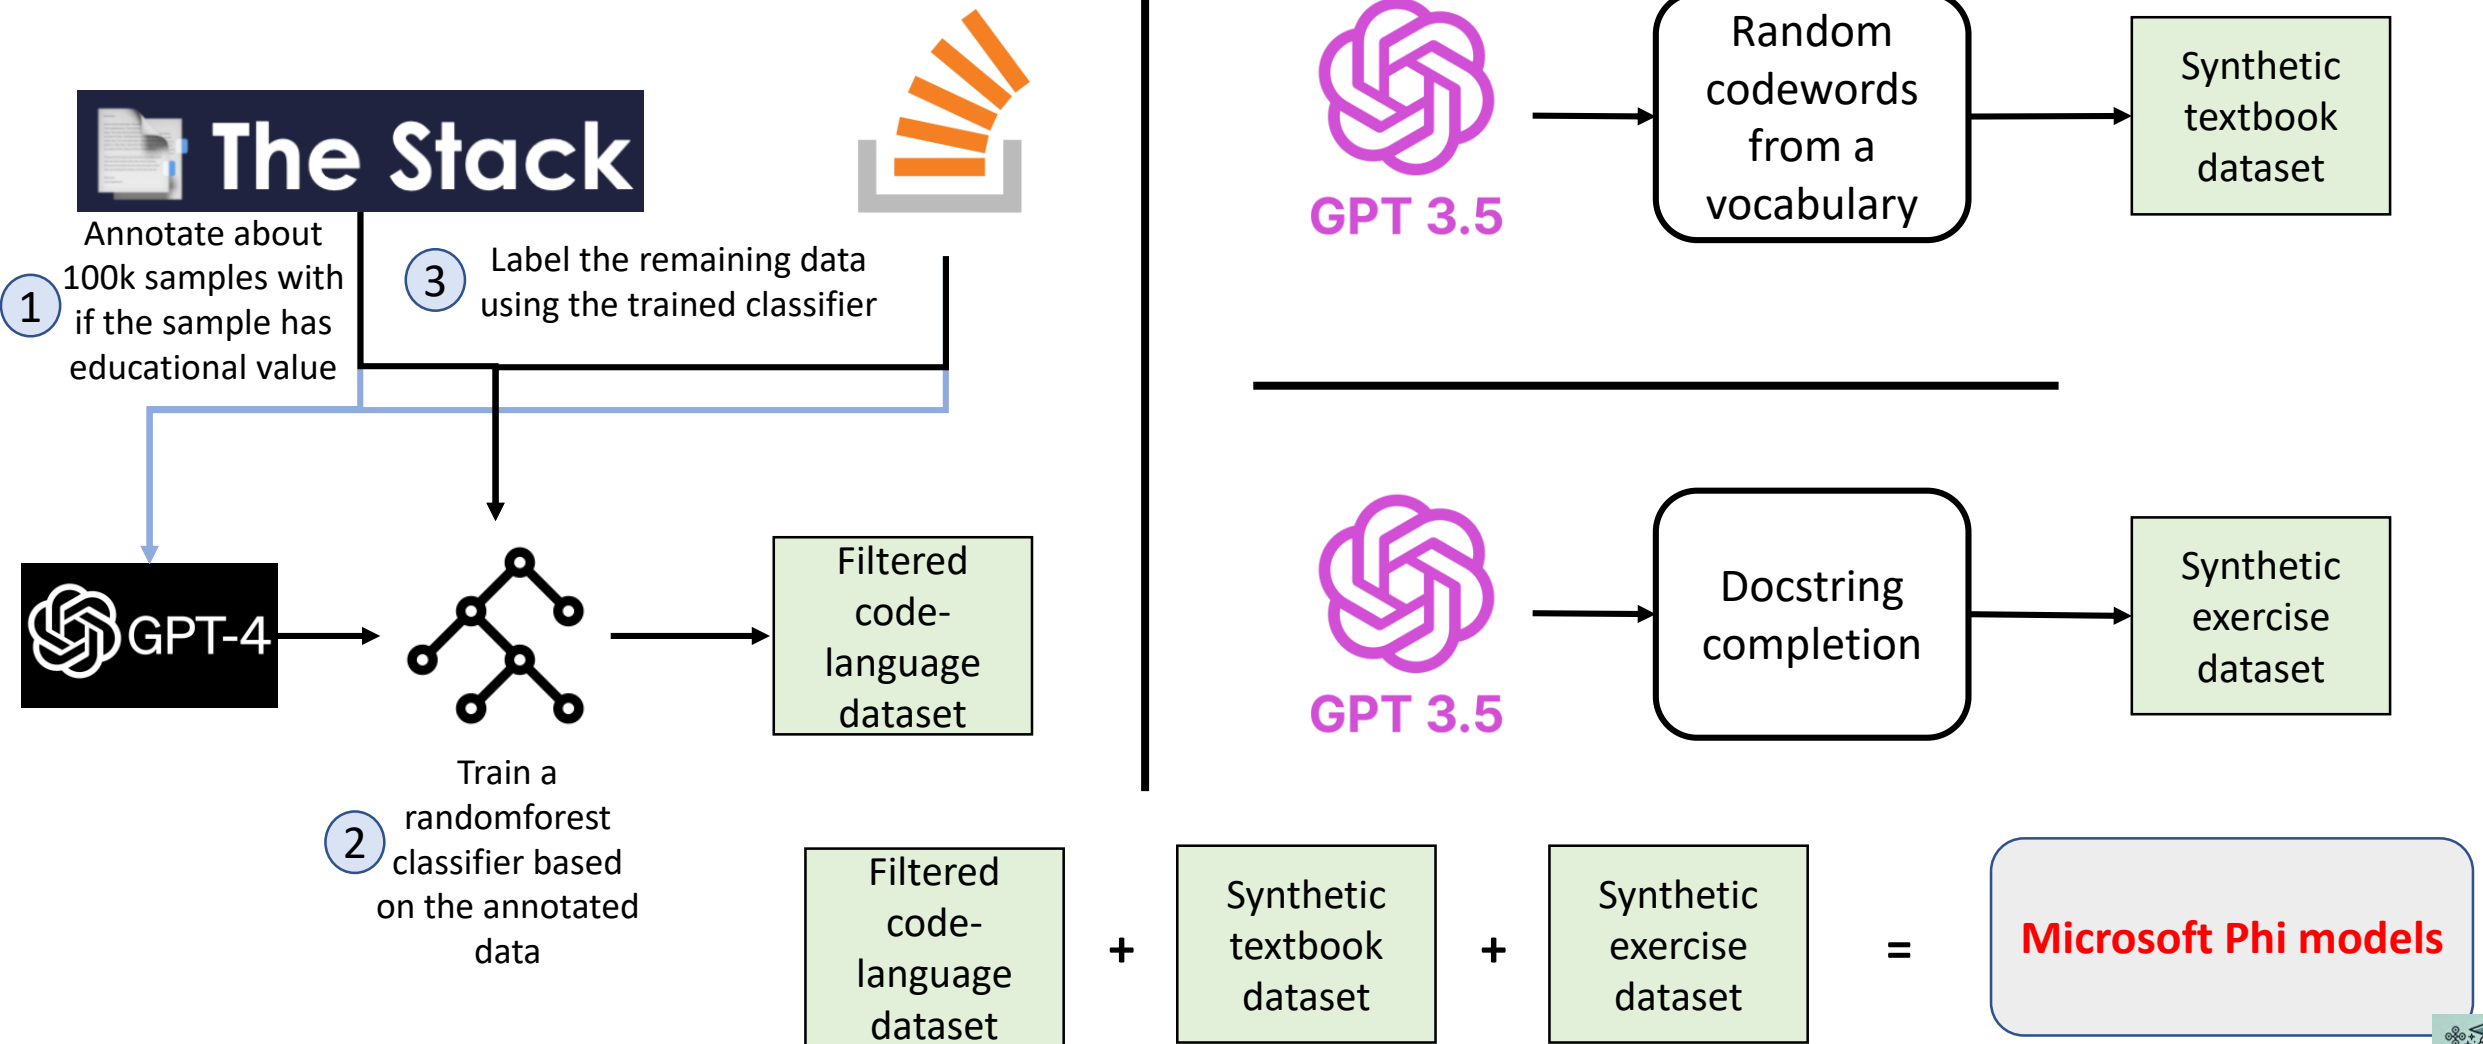 The Stack
Annotate about
100k samples with
if the sample has
educational value
1
3
Label the remaining data
using the trained classifier
GPT-4
Train a
randomforest
classifier based
on the annotated
data
2
Filtered
code-
language
dataset
GPT 3.5
Random
codewords
from a
vocabulary
Synthetic
textbook
dataset
GPT 3.5
Docstring
completion
Synthetic
exercise
dataset
Filtered
code-
language
dataset
+
Synthetic
textbook
dataset
+
Synthetic
exercise
dataset
=
Microsoft Phi models